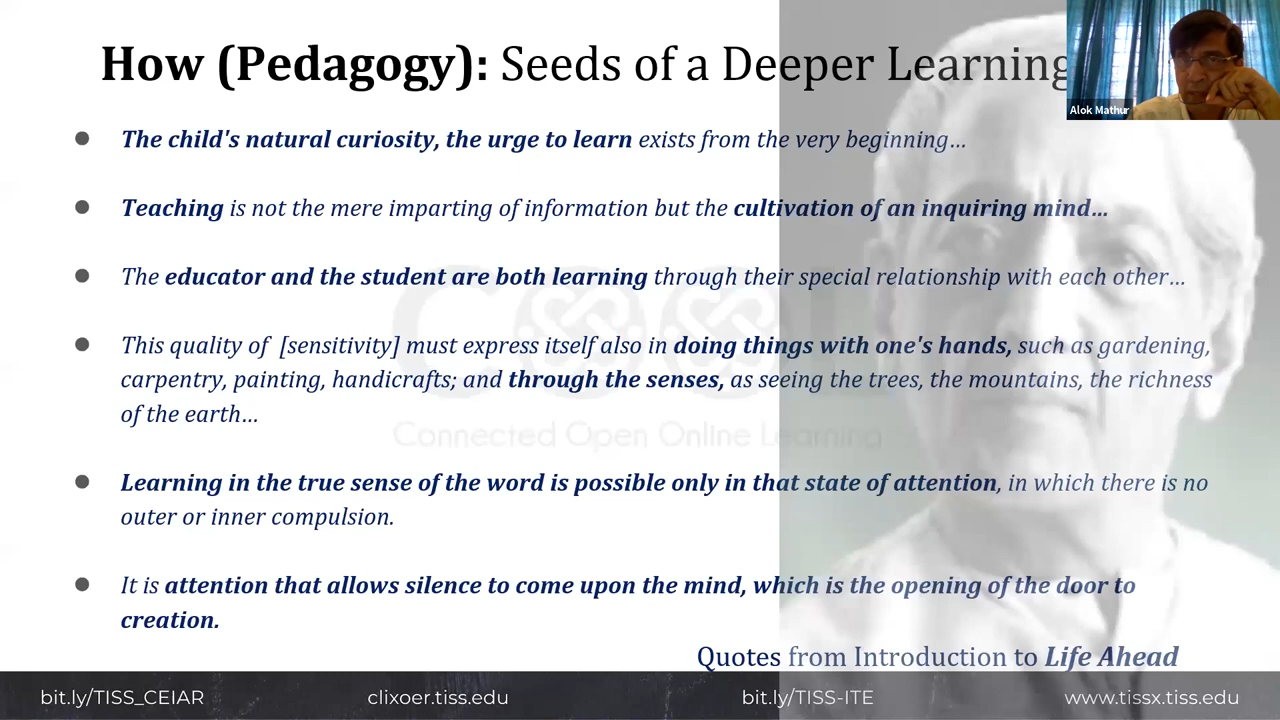 How (Pedagogy): Seeds of a Deeper Learning
Alok Mathur
● The child's natural curiosity, the urge to learn exists from the very beginning…
● Teaching is not the mere imparting of information but the cultivation of an inquiring mind…
● The educator and the student are both learning through their special relationship with each other…
● This quality of [sensitivity] must express itself also in doing things with one's hands, such as gardening,
carpentry, painting, handicrafts; and through the senses, as seeing the trees, the mountains, the richness
of the earth…
Connected Open Online Learning
● Learning in the true sense of the word is possible only in that state of attention, in which there is no
outer or inner compulsion.
● It is attention that allows silence to come upon the mind, which is the opening of the door to
creation.
Quotes from Introduction to Life Ahead
bit.ly/TISS_CEIAR clixoer.tiss.edu bit.ly/TISS-ITE www.tissx.tiss.edu